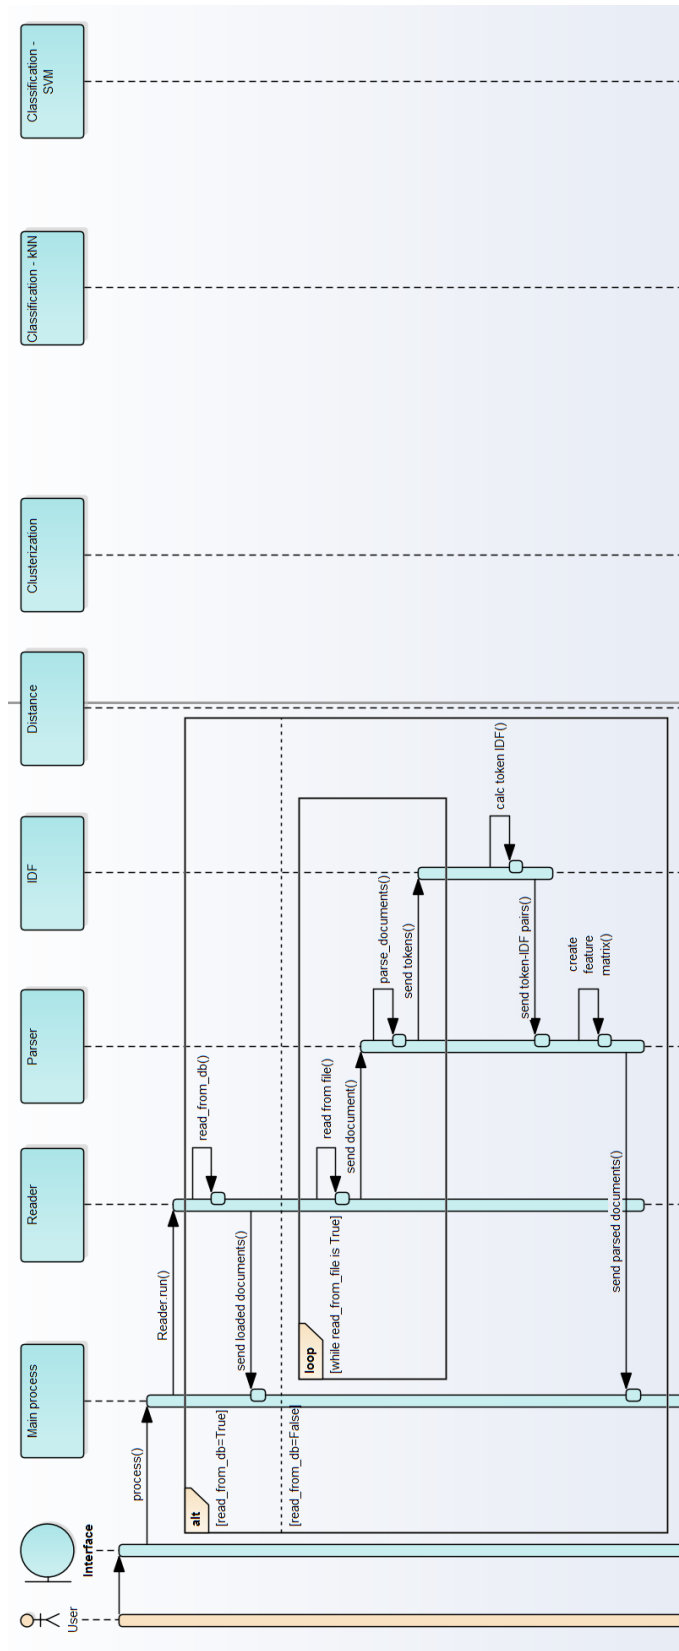 User
Interface
Main process
Reader
Parser
IDF
Distance
Clusterization
Classification - kNN
Classification -
SVM
process()
Reader.run()
alt
[read_from_db=True]
read_from_db()
send loaded documents()
[read_from_db=False]
loop
[while read_from_file is True]
read from file()
send document()
parse_documents()
send tokens()
calc token IDF()
send token-IDF pairs()
create
feature
matrix()
send parsed documents()